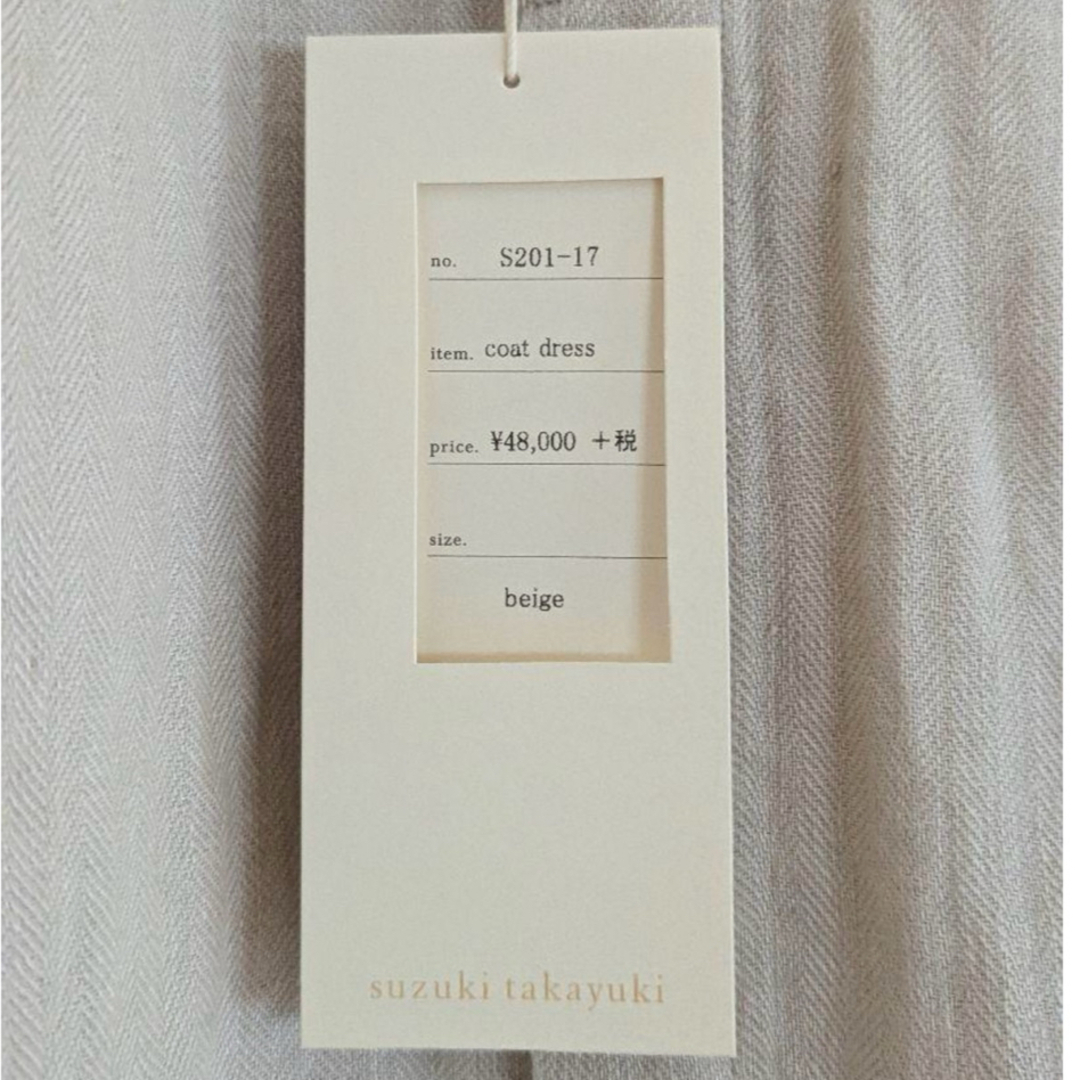 no. S201-17
item. coat dress
price. ¥48,000 +税
size.
beige
suzuki takayuki